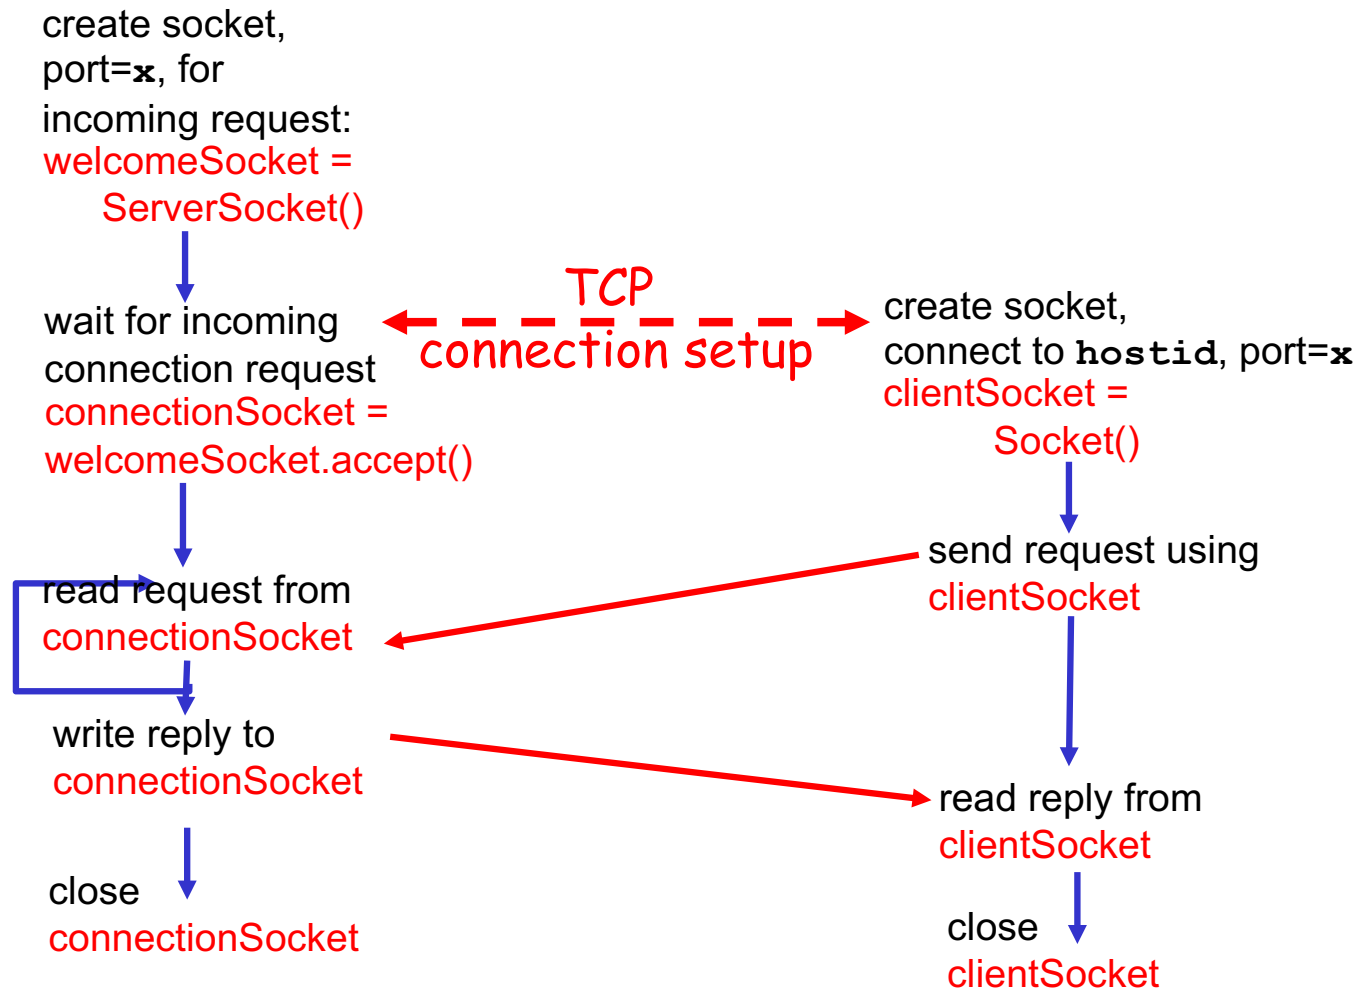 create socket,
port=x, for
incoming request:
welcomeSocket =
ServerSocket()
wait for incoming
connection request
connectionSocket =
welcomeSocket.accept()
TCP
connection setup
create socket,
connect to hostid, port=x
clientSocket =
Socket()
send request using
clientSocket
read request from
connectionSocket
write reply to
connectionSocket
read reply from
clientSocket
close
connectionSocket
close
clientSocket